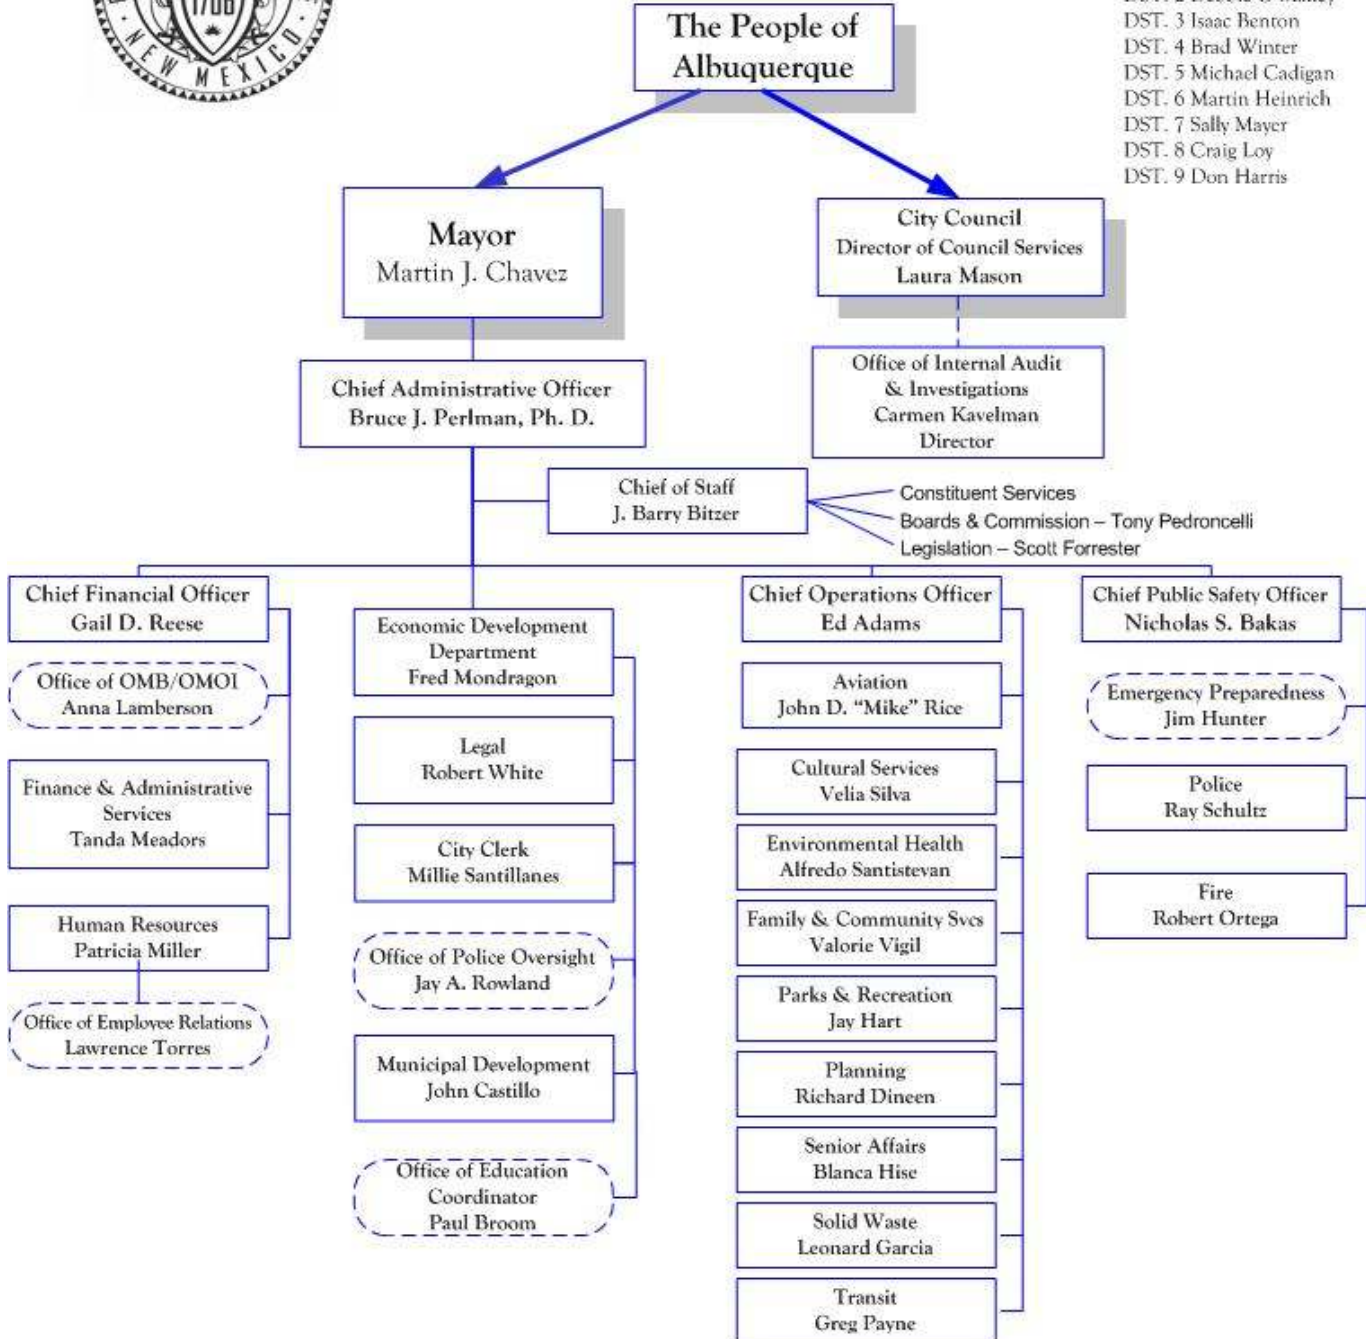 1706
NEW MEXICO
DST. 3 Isaac Benton
DST. 4 Brad Winter
DST. 5 Michael Cadigan
DST. 6 Martin Heinrich
DST. 7 Sally Mayer
DST. 8 Craig Loy
DST. 9 Don Harris
The People of
Albuquerque
Mayor
Martin J. Chavez
City Council
Director of Council Services
Laura Mason
Chief Administrative Officer
Bruce J. Perlman, Ph. D.
Office of Internal Audit
& Investigations
Carmen Kavelman
Director
Chief of Staff
J. Barry Bitzer
Constituent Services
Boards & Commission – Tony Pedroncelli
Legislation – Scott Forrester
Chief Financial Officer
Gail D. Reese
Office of OMB/OMOI
Anna Lamberson
Finance & Administrative
Services
Tanda Meadors
Human Resources
Patricia Miller
Office of Employee Relations
Lawrence Torres
Economic Development
Department
Fred Mondragon
Legal
Robert White
City Clerk
Millie Santillanes
Office of Police Oversight
Jay A. Rowland
Municipal Development
John Castillo
Office of Education
Coordinator
Paul Broom
Chief Operations Officer
Ed Adams
Aviation
John D. “Mike” Rice
Cultural Services
Velia Silva
Environmental Health
Alfredo Santistevan
Family & Community Svcs
Valorie Vigil
Parks & Recreation
Jay Hart
Planning
Richard Dineen
Senior Affairs
Blanca Hise
Solid Waste
Leonard Garcia
Transit
Greg Payne
Chief Public Safety Officer
Nicholas S. Bakas
Emergency Preparedness
Jim Hunter
Police
Ray Schultz
Fire
Robert Ortega